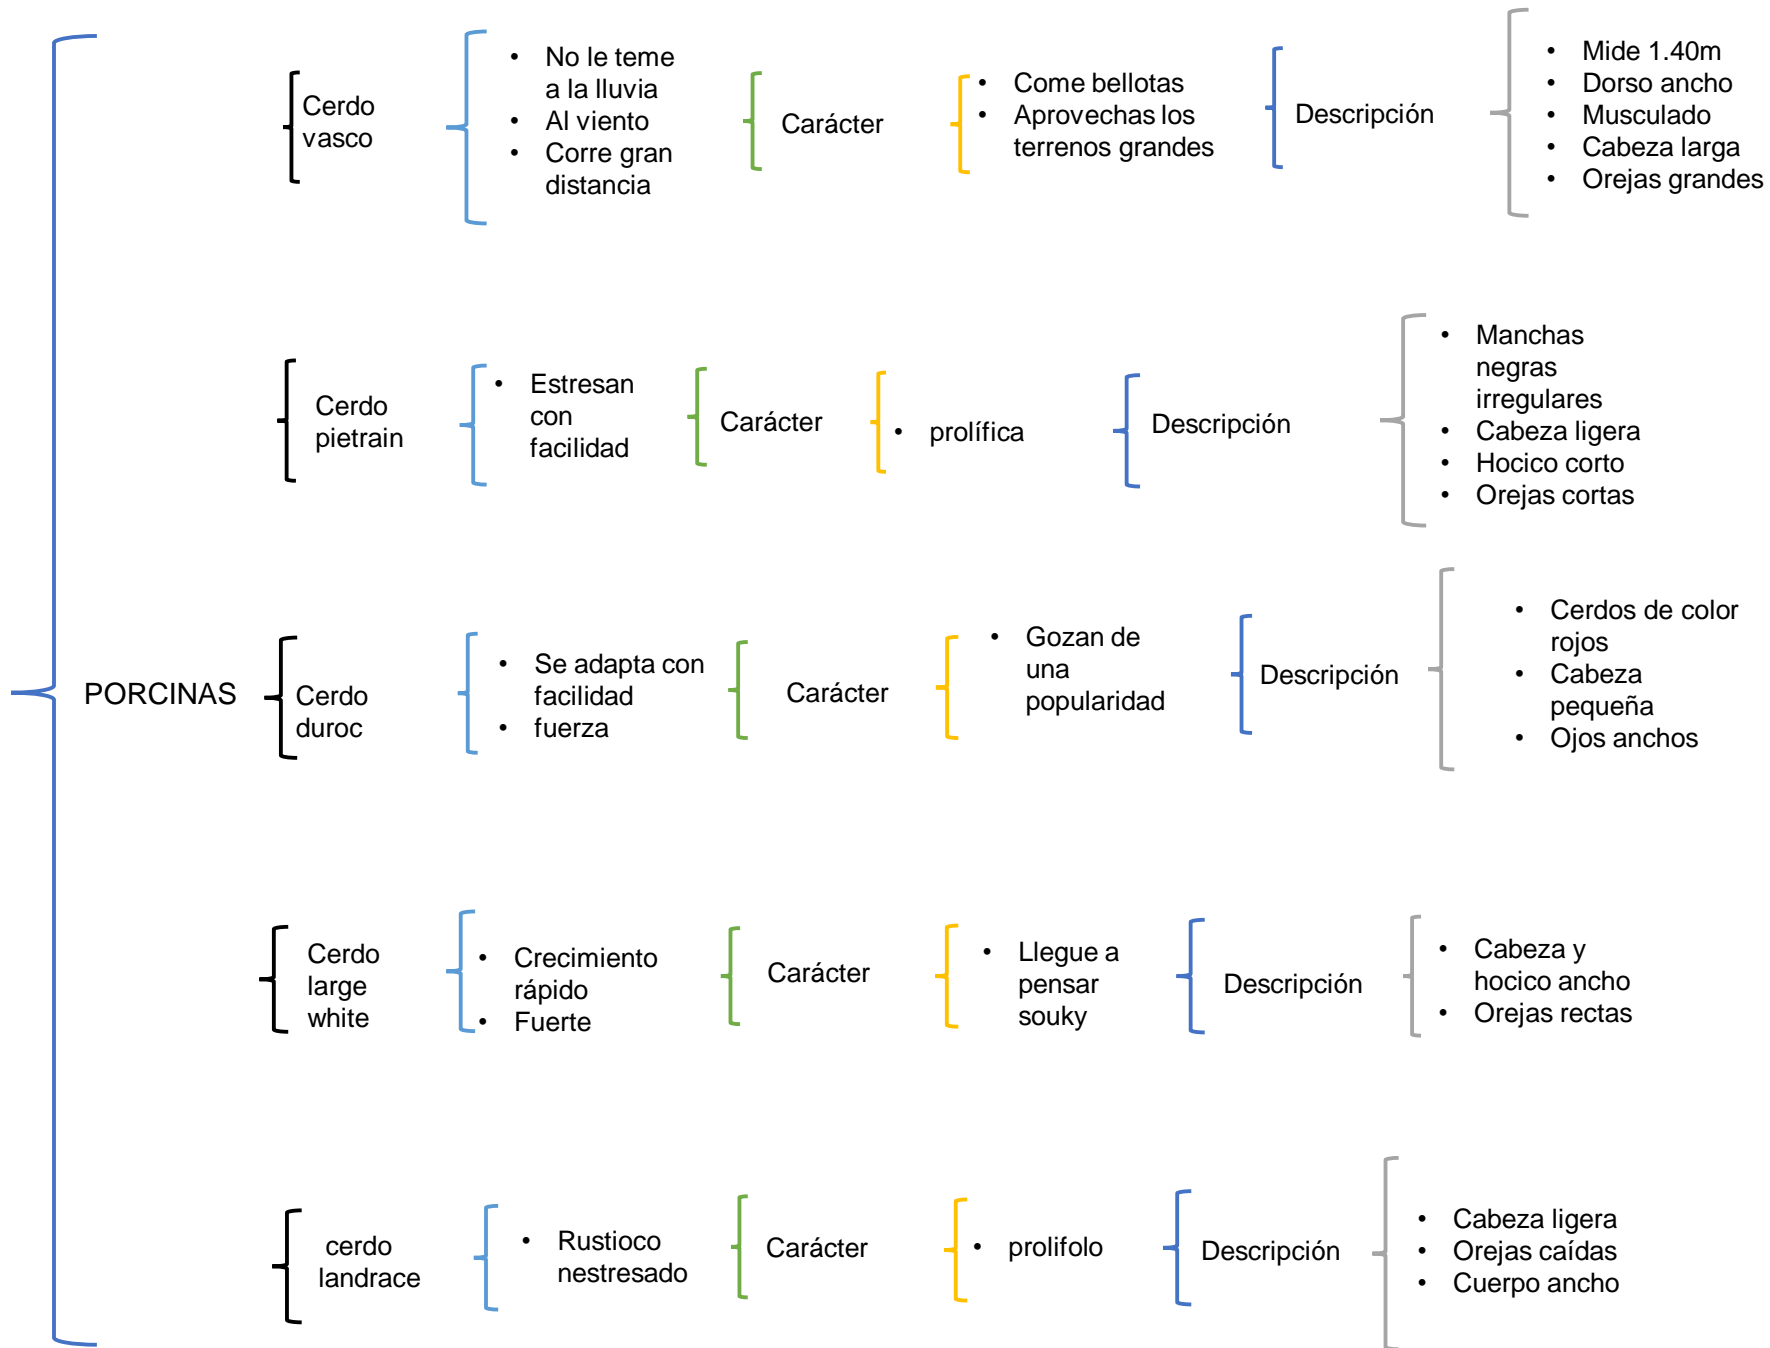 PORCINAS
Cerdo
vasco
• No le teme
a la lluvia
• Al viento
• Corre gran
distancia
Carácter
• Come bellotas
• Aprovechas los
terrenos grandes
Descripción
• Mide 1.40m
• Dorso ancho
• Musculado
• Cabeza larga
• Orejas grandes
Cerdo
pietrain
• Estresan
con
facilidad
Carácter
• prolífica
Descripción
• Manchas
negras
irregulares
• Cabeza ligera
• Hocico corto
• Orejas cortas
Cerdo
duroc
• Se adapta con
facilidad
• fuerza
Carácter
• Gozan de
una
popularidad
Descripción
• Cerdos de color
rojos
• Cabeza
pequeña
• Ojos anchos
Cerdo
large
white
• Crecimiento
rápido
• Fuerte
Carácter
• Llegue a
pensar
souky
Descripción
• Cabeza y
hocico ancho
• Orejas rectas
cerdo
landrace
• Rustioco
nestresado
Carácter
• prolifolo
Descripción
• Cabeza ligera
• Orejas caídas
• Cuerpo ancho